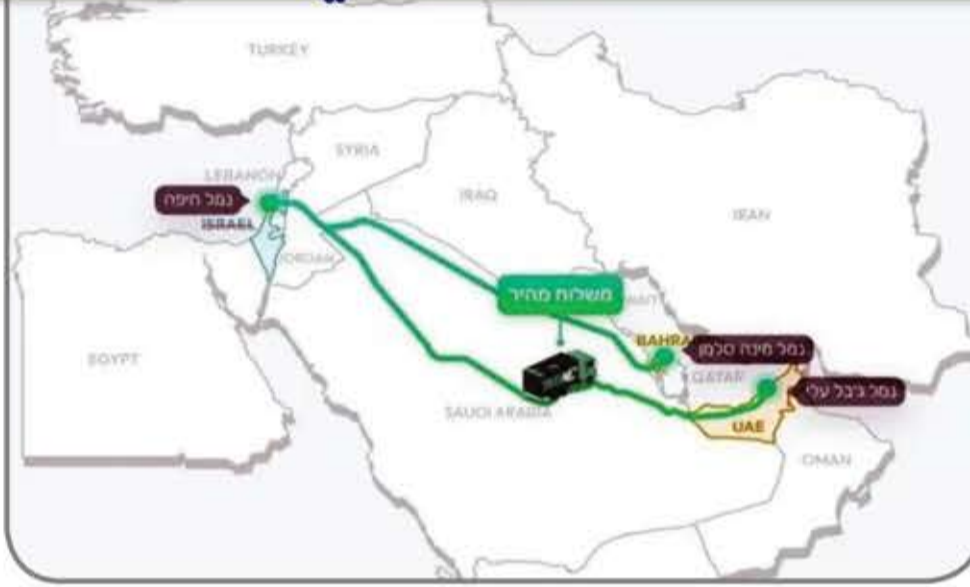 TURKEY
SYRIA
LEBANON
נמל חיפה
IRAQ
IRAN
ISRAEL
JORDAN
משלוח מהיר
EGYPT
BAHRA
נמל מינה סלמן
QATAR
נמל ג'בל עלי
SAUDI ARABIA
UAE
OMAN